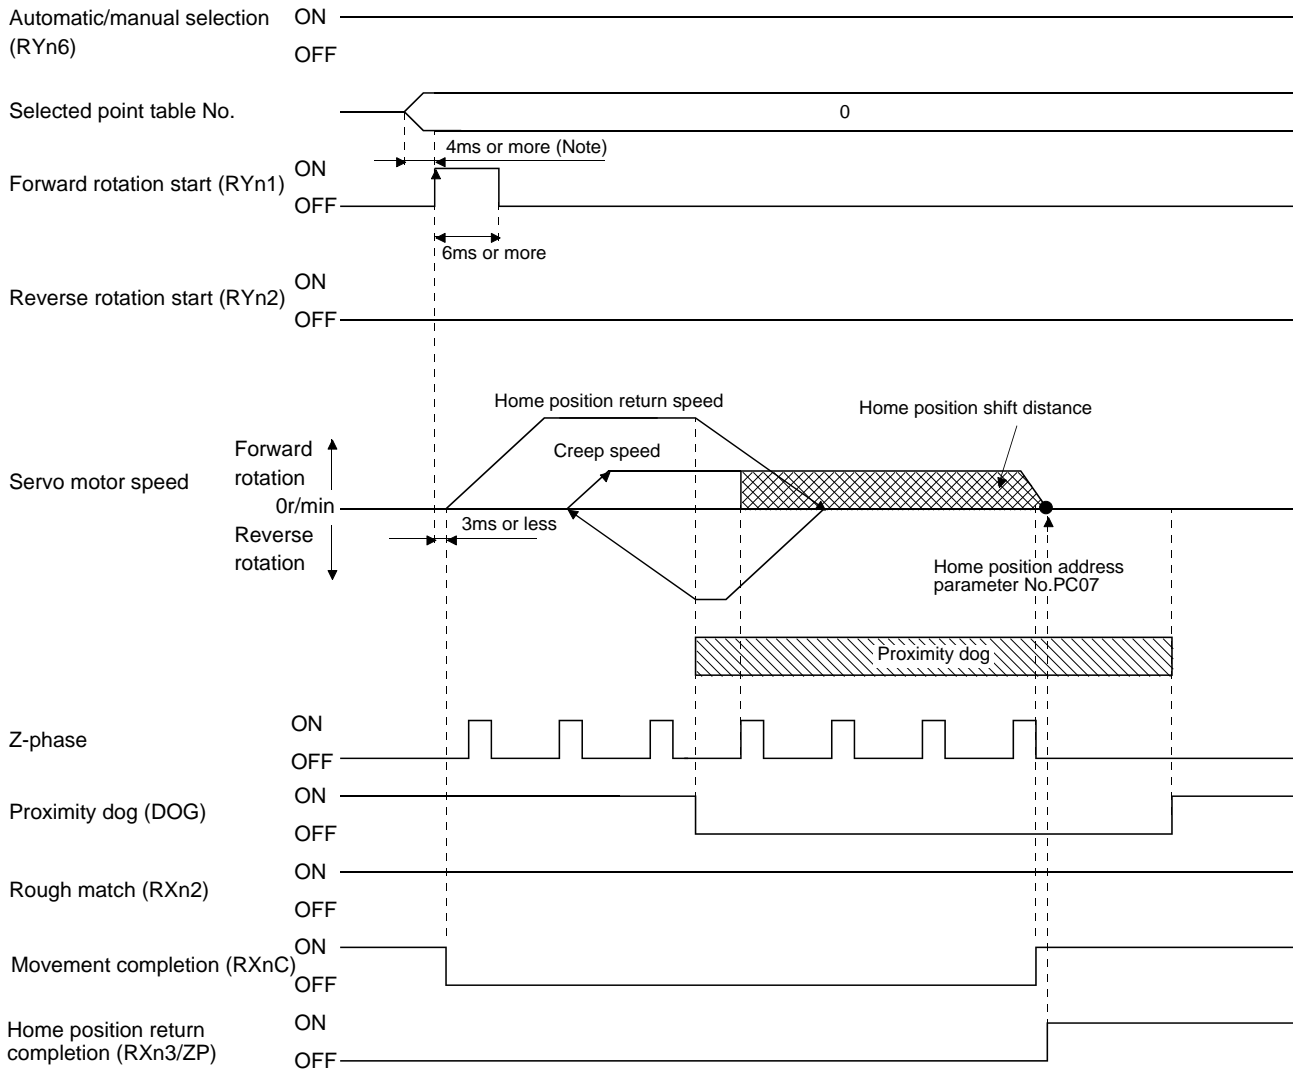 Automatic/manual selection
(RYn6)
ON
OFF
Selected point table No.
0
4ms or more (Note)
Forward rotation start (RYn1)
ON
OFF
6ms or more
Reverse rotation start (RYn2)
ON
OFF
Home position return speed
Home position shift distance
Creep speed
Servo motor speed
Forward
rotation
0r/min
Reverse
rotation
3ms or less
Home position address
parameter No.PC07
Proximity dog
Z-phase
ON
OFF
Proximity dog (DOG)
ON
OFF
Rough match (RXn2)
ON
OFF
Movement completion (RXnC)
ON
OFF
Home position return
completion (RXn3/ZP)
ON
OFF